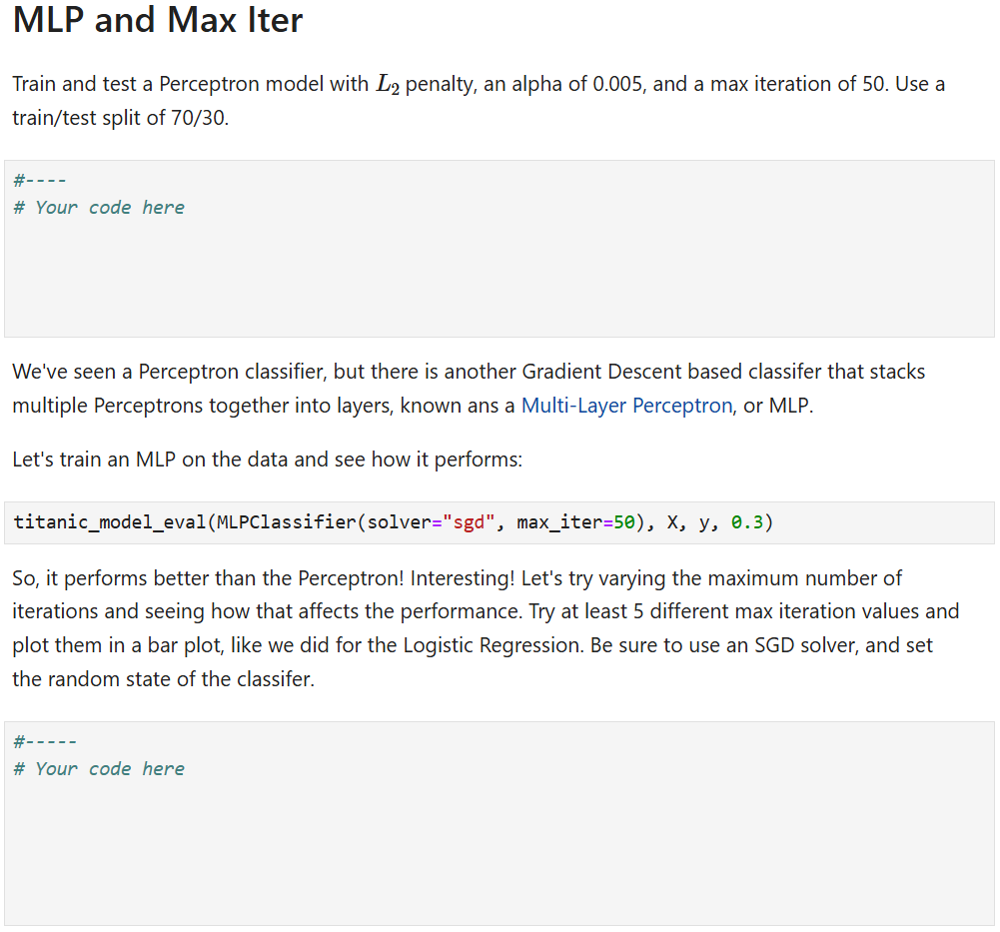 MLP and Max Iter
Train and test a Perceptron model with L2 penalty, an alpha of 0.005, and a max iteration of 50. Use a
train/test split of 70/30.
#----
# Your code here
We've seen a Perceptron classifier, but there is another Gradient Descent based classifer that stacks
multiple Perceptrons together into layers, known ans a Multi-Layer Perceptron, or MLP.
Let's train an MLP on the data and see how it performs:
titanic_model_eval(MLPClassifier(solver="sgd", max_iter=50), X, y, 0.3)
So, it performs better than the Perceptron! Interesting! Let's try varying the maximum number of
iterations and seeing how that affects the performance. Try at least 5 different max iteration values and
plot them in a bar plot, like we did for the Logistic Regression. Be sure to use an SGD solver, and set
the random state of the classifer.
#-----
# Your code here